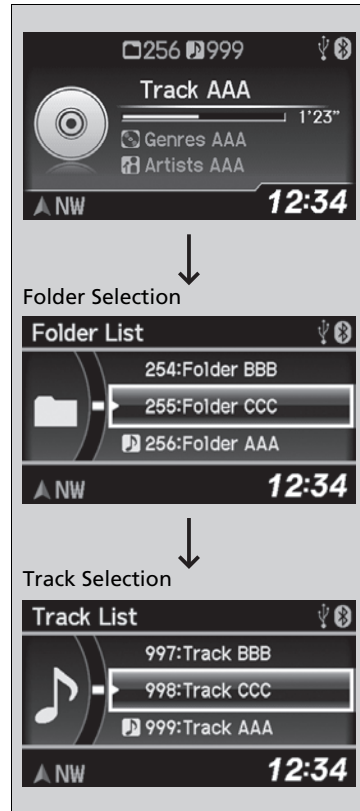 256 999
Track AAA
1'23"
Genres AAA
Artists AAA
NW
12:34
Folder Selection
Folder List
254:Folder BBB
255:Folder CCC
256:Folder AAA
NW
12:34
Track Selection
Track List
997:Track BBB
998:Track CCC
999:Track AAA
NW
12:34